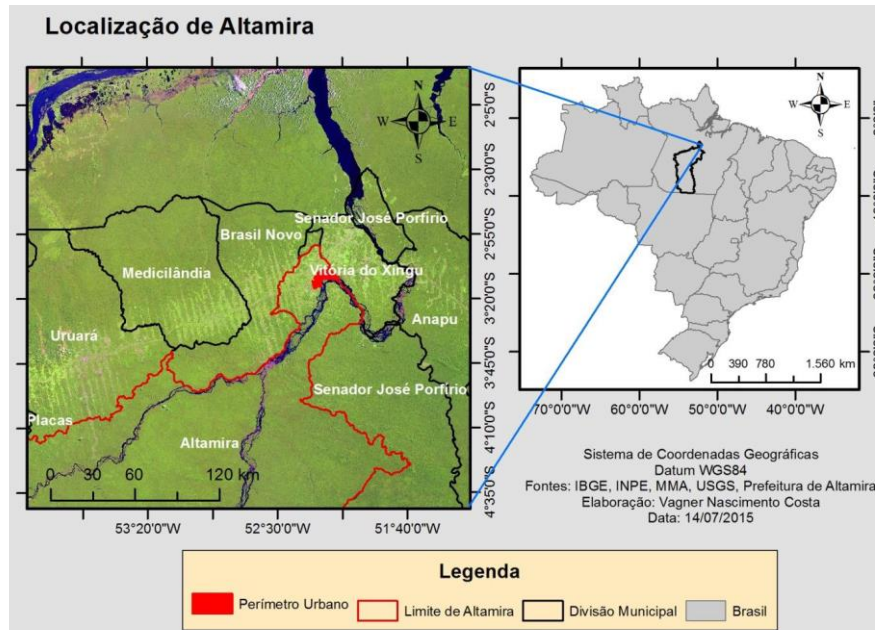 Localização de Altamira
N
W E
S
Senador José Porfírio
Brasil Novo
Medicilândia
Vitória do Xingu
Anapu
Uruará
Senador José Porfírio
Placas
Altamira
0 30 60 120 km
2°5'0"S
2°30'0"S
2°55'0"S
3°20'0"S
3°45'0"S
4°10'0"S
4°35'0"S
53°20'0"W 52°30'0"W 51°40'0"W
N
W E
S
0 390 780 1.560 km
70°0'0"W 60°0'0"W 50°0'0"W 40°0'0"W
Sistema de Coordenadas Geográficas
Datum WGS84
Fontes: IBGE, INPE, MMA, USGS, Prefeitura de Altamira
Elaboração: Vagner Nascimento Costa
Data: 14/07/2015
Legenda
Perímetro Urbano Limite de Altamira Divisão Municipal Brasil